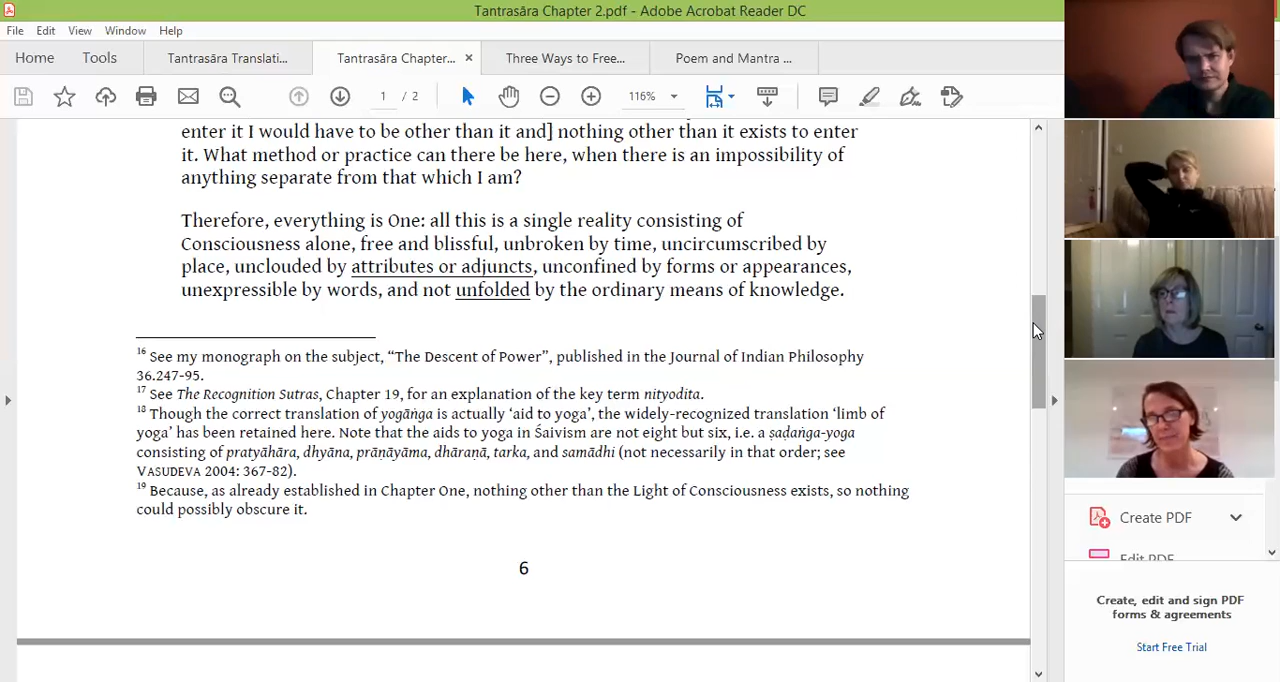 Tantrasāra Chapter 2.pdf - Adobe Acrobat Reader DC
File Edit View Window Help
Home Tools Tantrasāra Translati... Tantrasāra Chapter... × Three Ways to Free... Poem and Mantra ...
1 / 2 116%
enter it I would have to be other than it and] nothing other than it exists to enter
it. What method or practice can there be here, when there is an impossibility of
anything separate from that which I am?
Therefore, everything is One: all this is a single reality consisting of
Consciousness alone, free and blissful, unbroken by time, uncircumscribed by
place, unclouded by attributes or adjuncts, unconfined by forms or appearances,
unexpressible by words, and not unfolded by the ordinary means of knowledge.
16 See my monograph on the subject, “The Descent of Power”, published in the Journal of Indian Philosophy
36.247-95.
17 See The Recognition Sutras, Chapter 19, for an explanation of the key term nityodita.
18 Though the correct translation of yogāṅga is actually ‘aid to yoga’, the widely-recognized translation ‘limb of
yoga’ has been retained here. Note that the aids to yoga in Śaivism are not eight but six, i.e. a ṣaḍaṅga-yoga
consisting of pratyāhāra, dhyāna, prāṇāyāma, dhāraṇā, tarka, and samādhi (not necessarily in that order; see
VASUDEVA 2004: 367-82).
19 Because, as already established in Chapter One, nothing other than the Light of Consciousness exists, so nothing
could possibly obscure it.
6
Create PDF
Edit PDF
Create, edit and sign PDF
forms & agreements
Start Free Trial